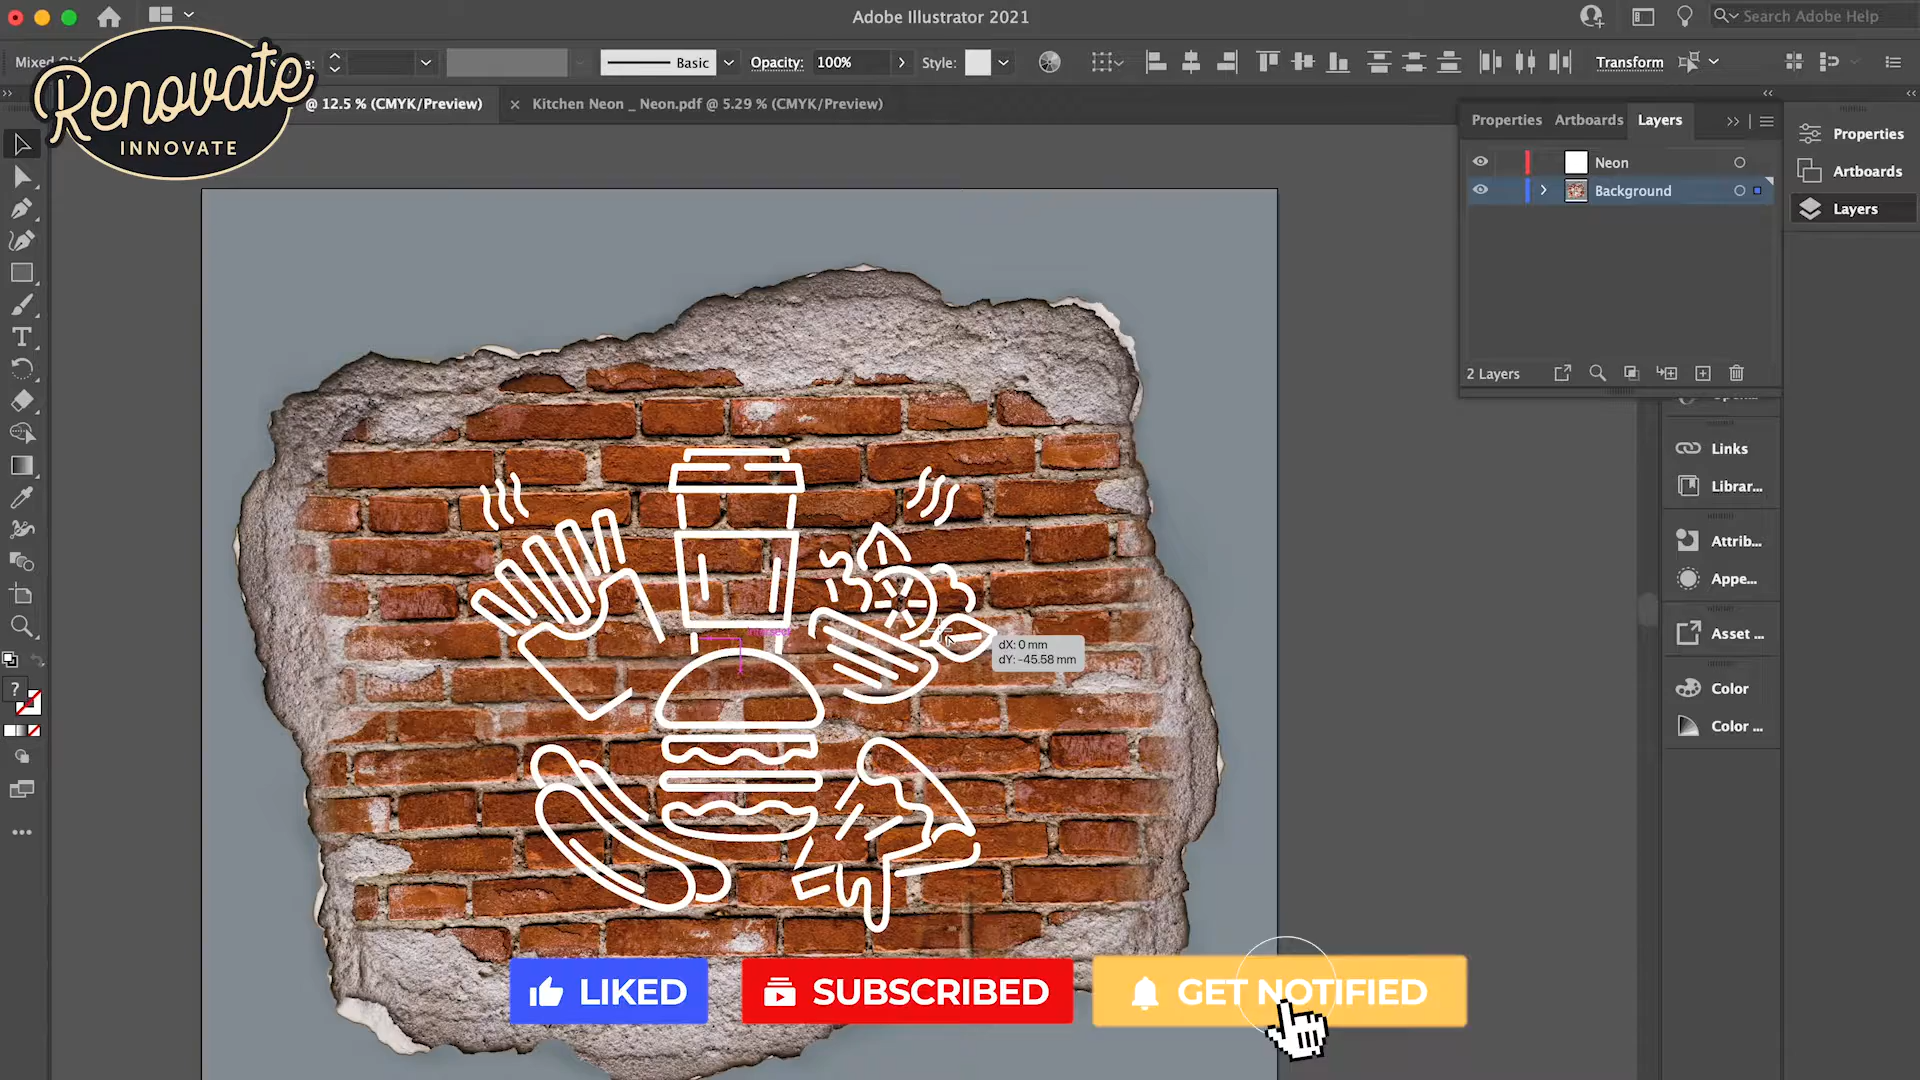 Adobe Illustrator 2021
Search Adobe Help
Basic
Opacity:
100%
Style:
Transform
Renovate
INNOVATE
@ 12.5 % (CMYK/Preview)
Kitchen Neon _ Neon.pdf @ 5.29 % (CMYK/Preview)
Properties
Artboards
Layers
Neon
Background
2 Layers
Properties
Artboards
Layers
Links
Librar...
Attrib...
Appe...
Asset ...
Color
Color ...
dX: 0 mm
dY: -45.58 mm
LIKED
SUBSCRIBED
GET NOTIFIED